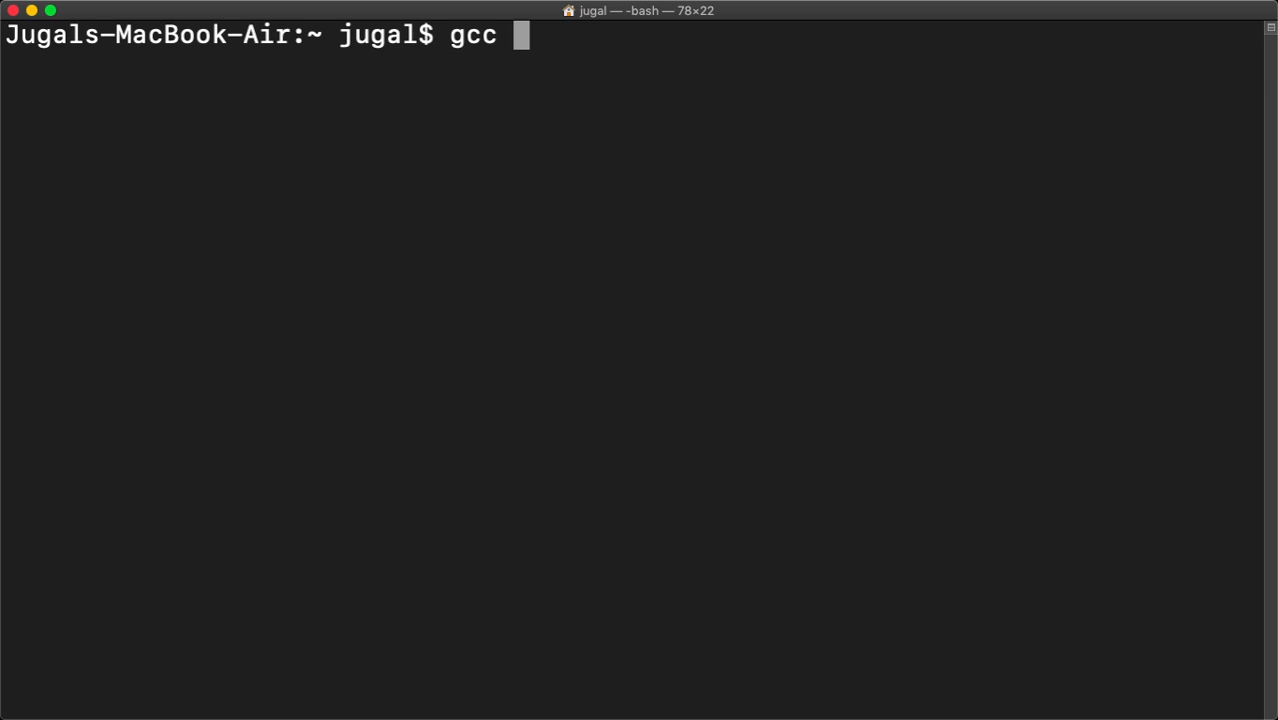 jugal — -bash — 78×22
Jugals-MacBook-Air:~ jugal$ gcc